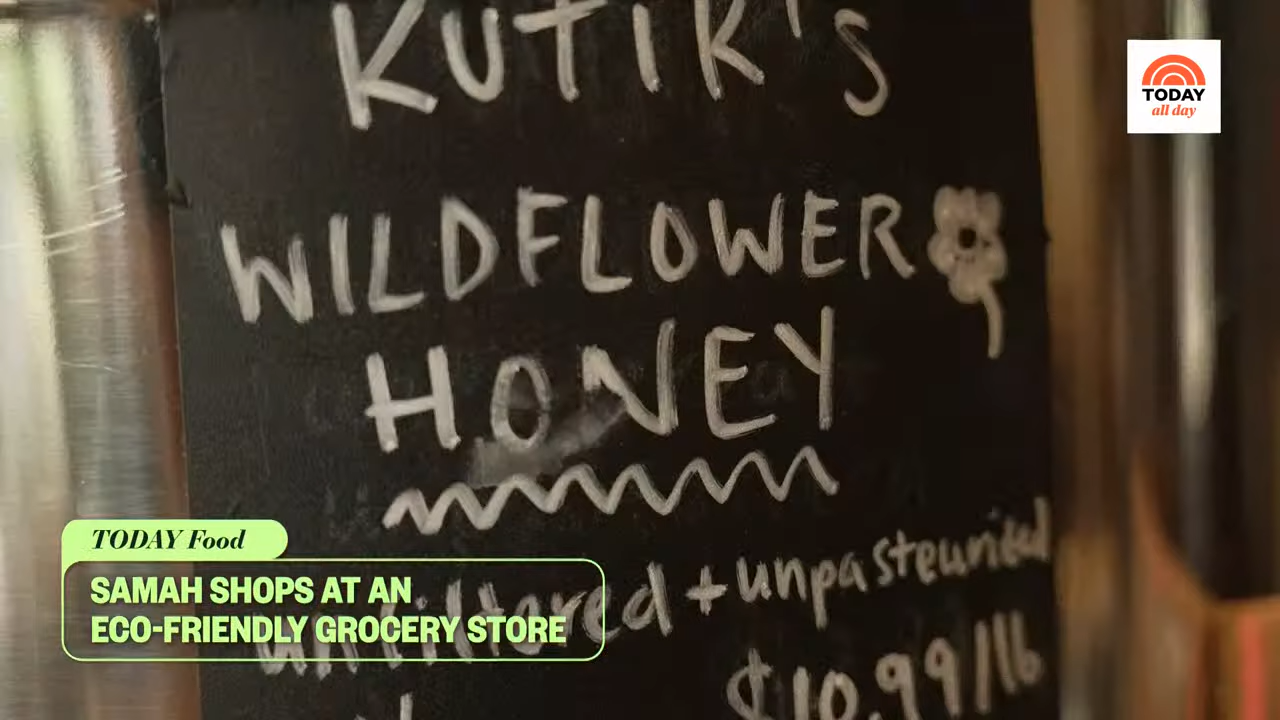 KUTIK's
WILDFLOWER
HONEY
unfiltered + unpasteurized
$10.99/lb
TODAY
all day
TODAY Food
SAMAH SHOPS AT AN
ECO-FRIENDLY GROCERY STORE